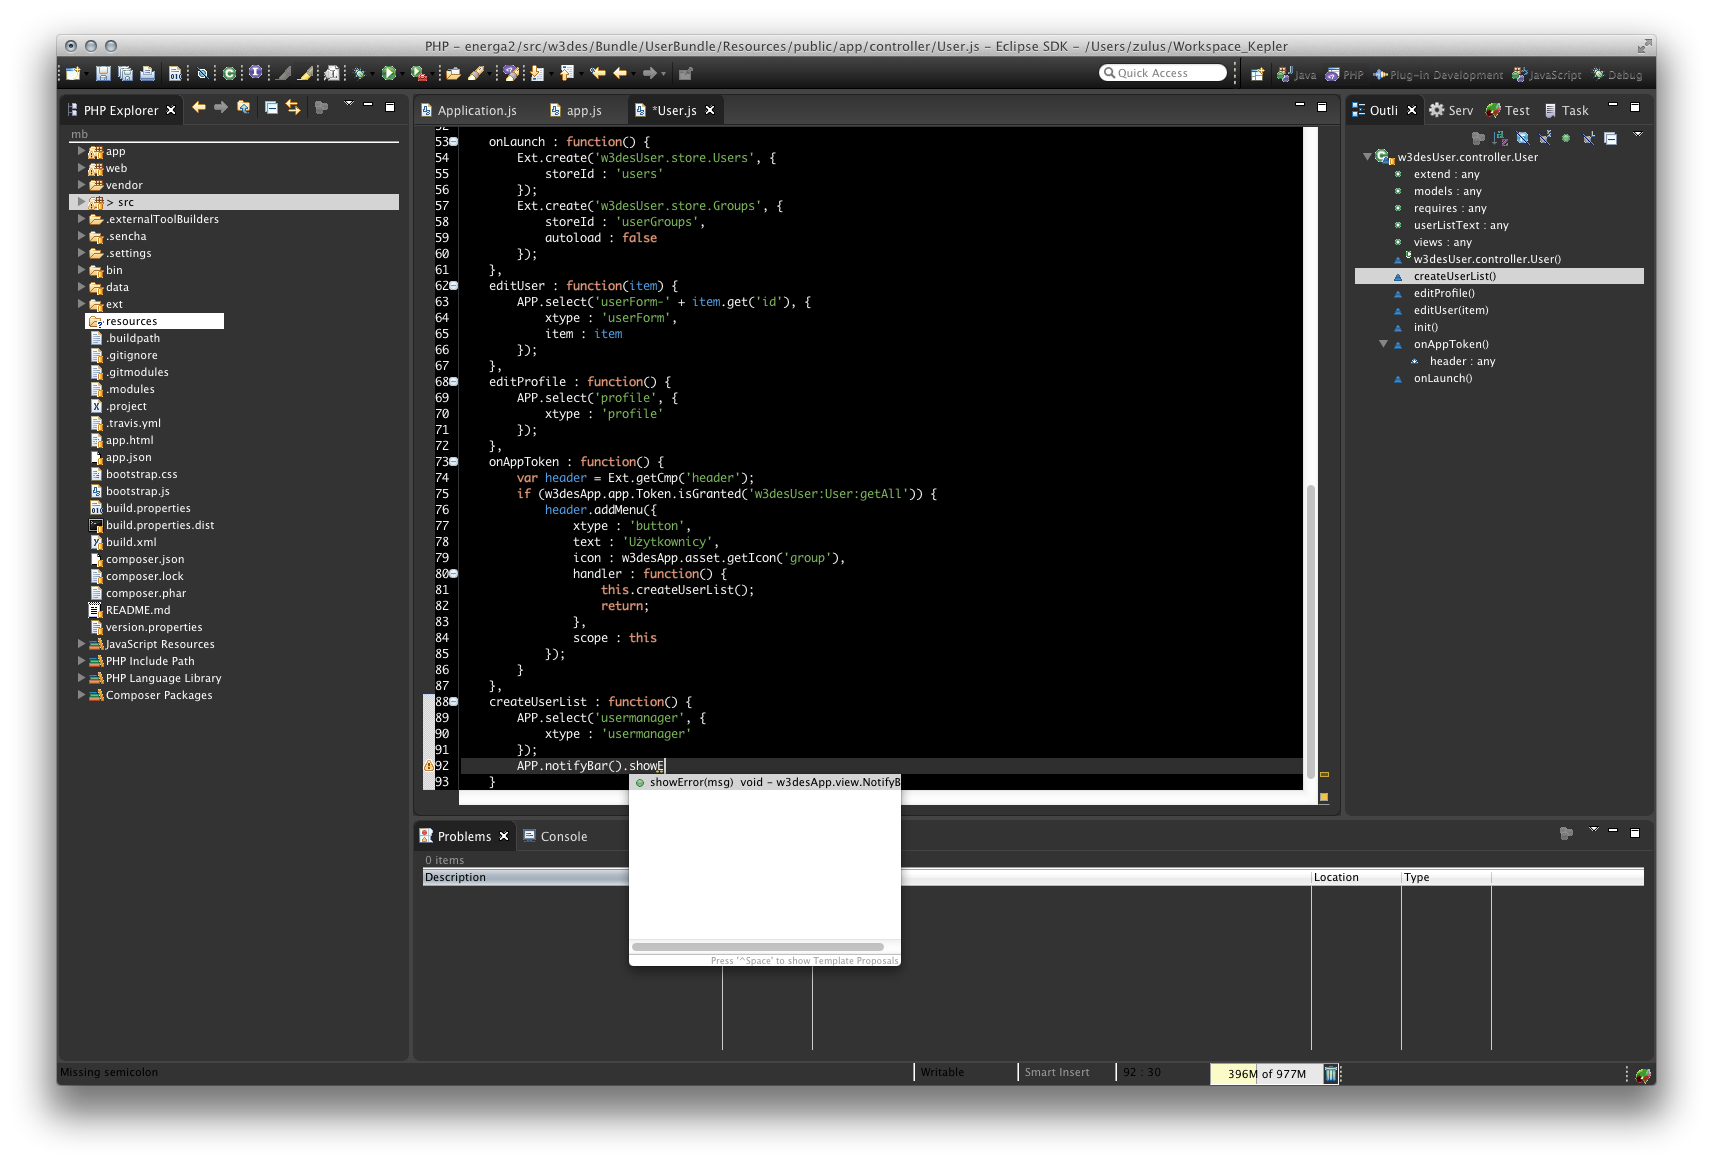 PHP – energa2/src/w3des/Bundle/UserBundle/Resources/public/app/controller/User.js – Eclipse SDK – /Users/zulus/Workspace_Kepler
Quick Access
Java
PHP
Plug-in Development
JavaScript
Debug
PHP Explorer
mb
app
web
vendor
> src
.externalToolBuilders
.sencha
.settings
bin
data
ext
resources
.buildpath
.gitignore
.gitmodules
.modules
.project
.travis.yml
app.html
app.json
bootstrap.css
bootstrap.js
build.properties
build.properties.dist
build.xml
composer.json
composer.lock
composer.phar
README.md
version.properties
JavaScript Resources
PHP Include Path
PHP Language Library
Composer Packages
Application.js
app.js
*User.js
53 onLaunch : function() {
54 Ext.create('w3desUser.store.Users', {
55 storeId : 'users'
56 });
57 Ext.create('w3desUser.store.Groups', {
58 storeId : 'userGroups',
59 autoload : false
60 });
61 },
62 editUser : function(item) {
63 APP.select('userForm-' + item.get('id'), {
64 xtype : 'userForm',
65 item : item
66 });
67 },
68 editProfile : function() {
69 APP.select('profile', {
70 xtype : 'profile'
71 });
72 },
73 onAppToken : function() {
74 var header = Ext.getCmp('header');
75 if (w3desApp.app.Token.isGranted('w3desUser:User:getAll')) {
76 header.addMenu({
77 xtype : 'button',
78 text : 'Użytkownicy',
79 icon : w3desApp.asset.getIcon('group'),
80 handler : function() {
81 this.createUserList();
82 return;
83 },
84 scope : this
85 });
86 }
87 },
88 createUserList : function() {
89 APP.select('usermanager', {
90 xtype : 'usermanager'
91 });
92 APP.notifyBar().showE
93 }
showError(msg) void – w3desApp.view.NotifyB
Press '^Space' to show Template Proposals
Outli
Serv
Test
Task
w3desUser.controller.User
extend : any
models : any
requires : any
userListText : any
views : any
w3desUser.controller.User()
createUserList()
editProfile()
editUser(item)
init()
onAppToken()
header : any
onLaunch()
Problems
Console
0 items
Description
Location
Type
Missing semicolon
Writable
Smart Insert
92 : 30
396M of 977M